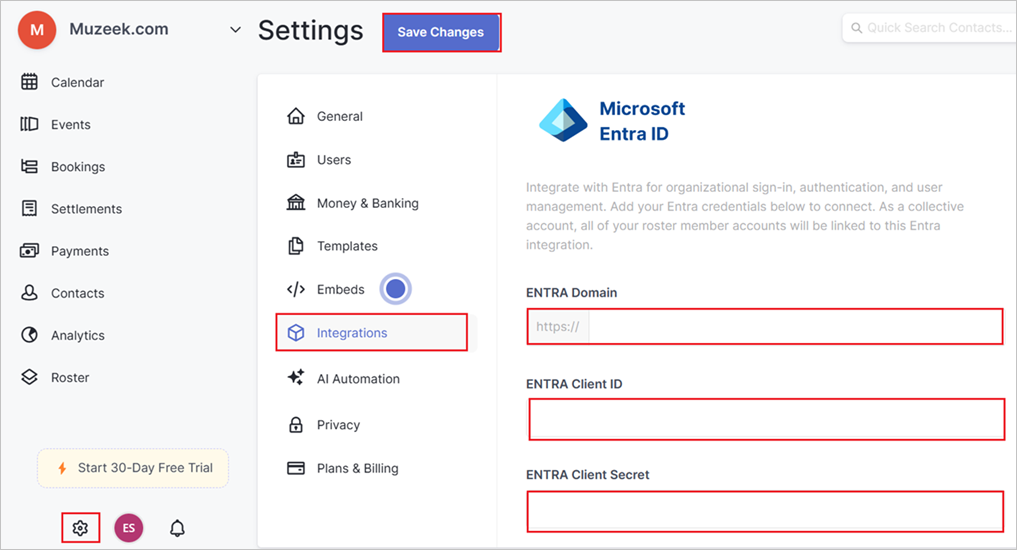 M
Muzeek.com
Settings
Save Changes
Quick Search Contacts...
Calendar
Events
Bookings
Settlements
Payments
Contacts
Analytics
Roster
Start 30-Day Free Trial
ES
General
Users
Money & Banking
Templates
Embeds
Integrations
AI Automation
Privacy
Plans & Billing
Microsoft
Entra ID
Integrate with Entra for organizational sign-in, authentication, and user
management. Add your Entra credentials below to connect. As a collective
account, all of your roster member accounts will be linked to this Entra
integration.
ENTRA Domain
https://
ENTRA Client ID
ENTRA Client Secret